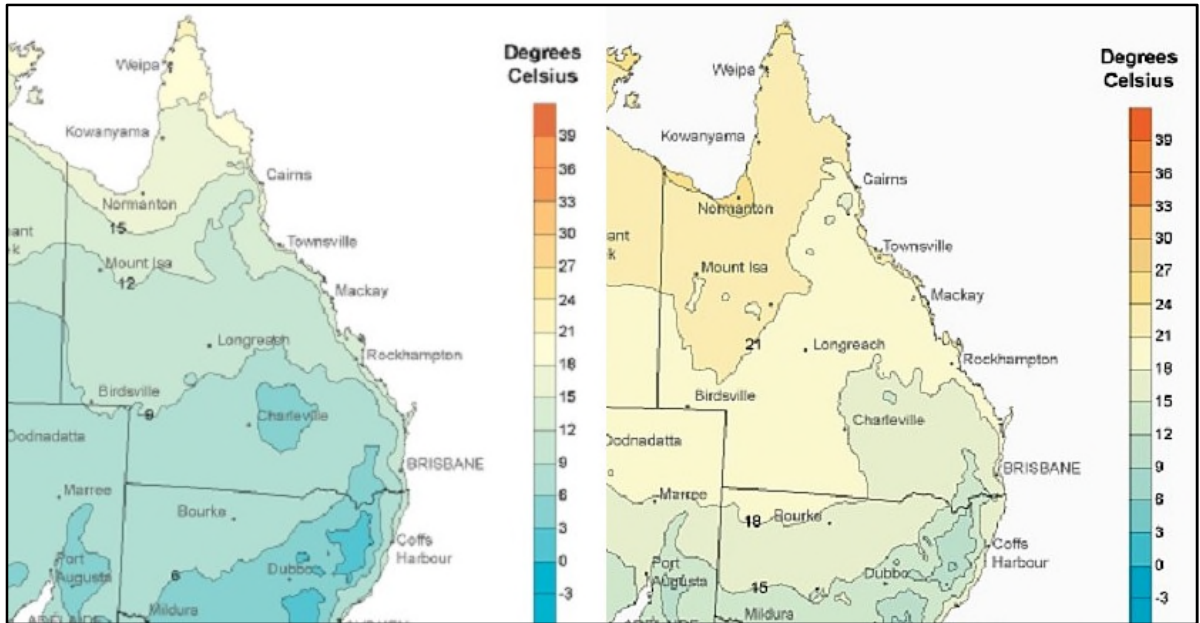 Degrees
Celsius
39
36
33
30
27
24
21
18
15
12
9
6
3
0
-3
Weipa
Kowanyama
Cairns
Normanton
15
Townsville
Mount Isa
12
Mackay
Longreach
Rockhampton
Birdsville
9
Charleville
Oodnadatta
BRISBANE
Marree
Bourke
Coffs
Harbour
Port
Augusta
Dubbo
6
Mildura
Degrees
Celsius
39
36
33
30
27
24
21
18
15
12
9
6
3
0
-3
Weipa
Kowanyama
Cairns
Normanton
Townsville
Mount Isa
Mackay
21
Longreach
Rockhampton
Birdsville
Charleville
Oodnadatta
BRISBANE
Marree
18
Bourke
Coffs
Harbour
Port
Augusta
Dubbo
15
Mildura